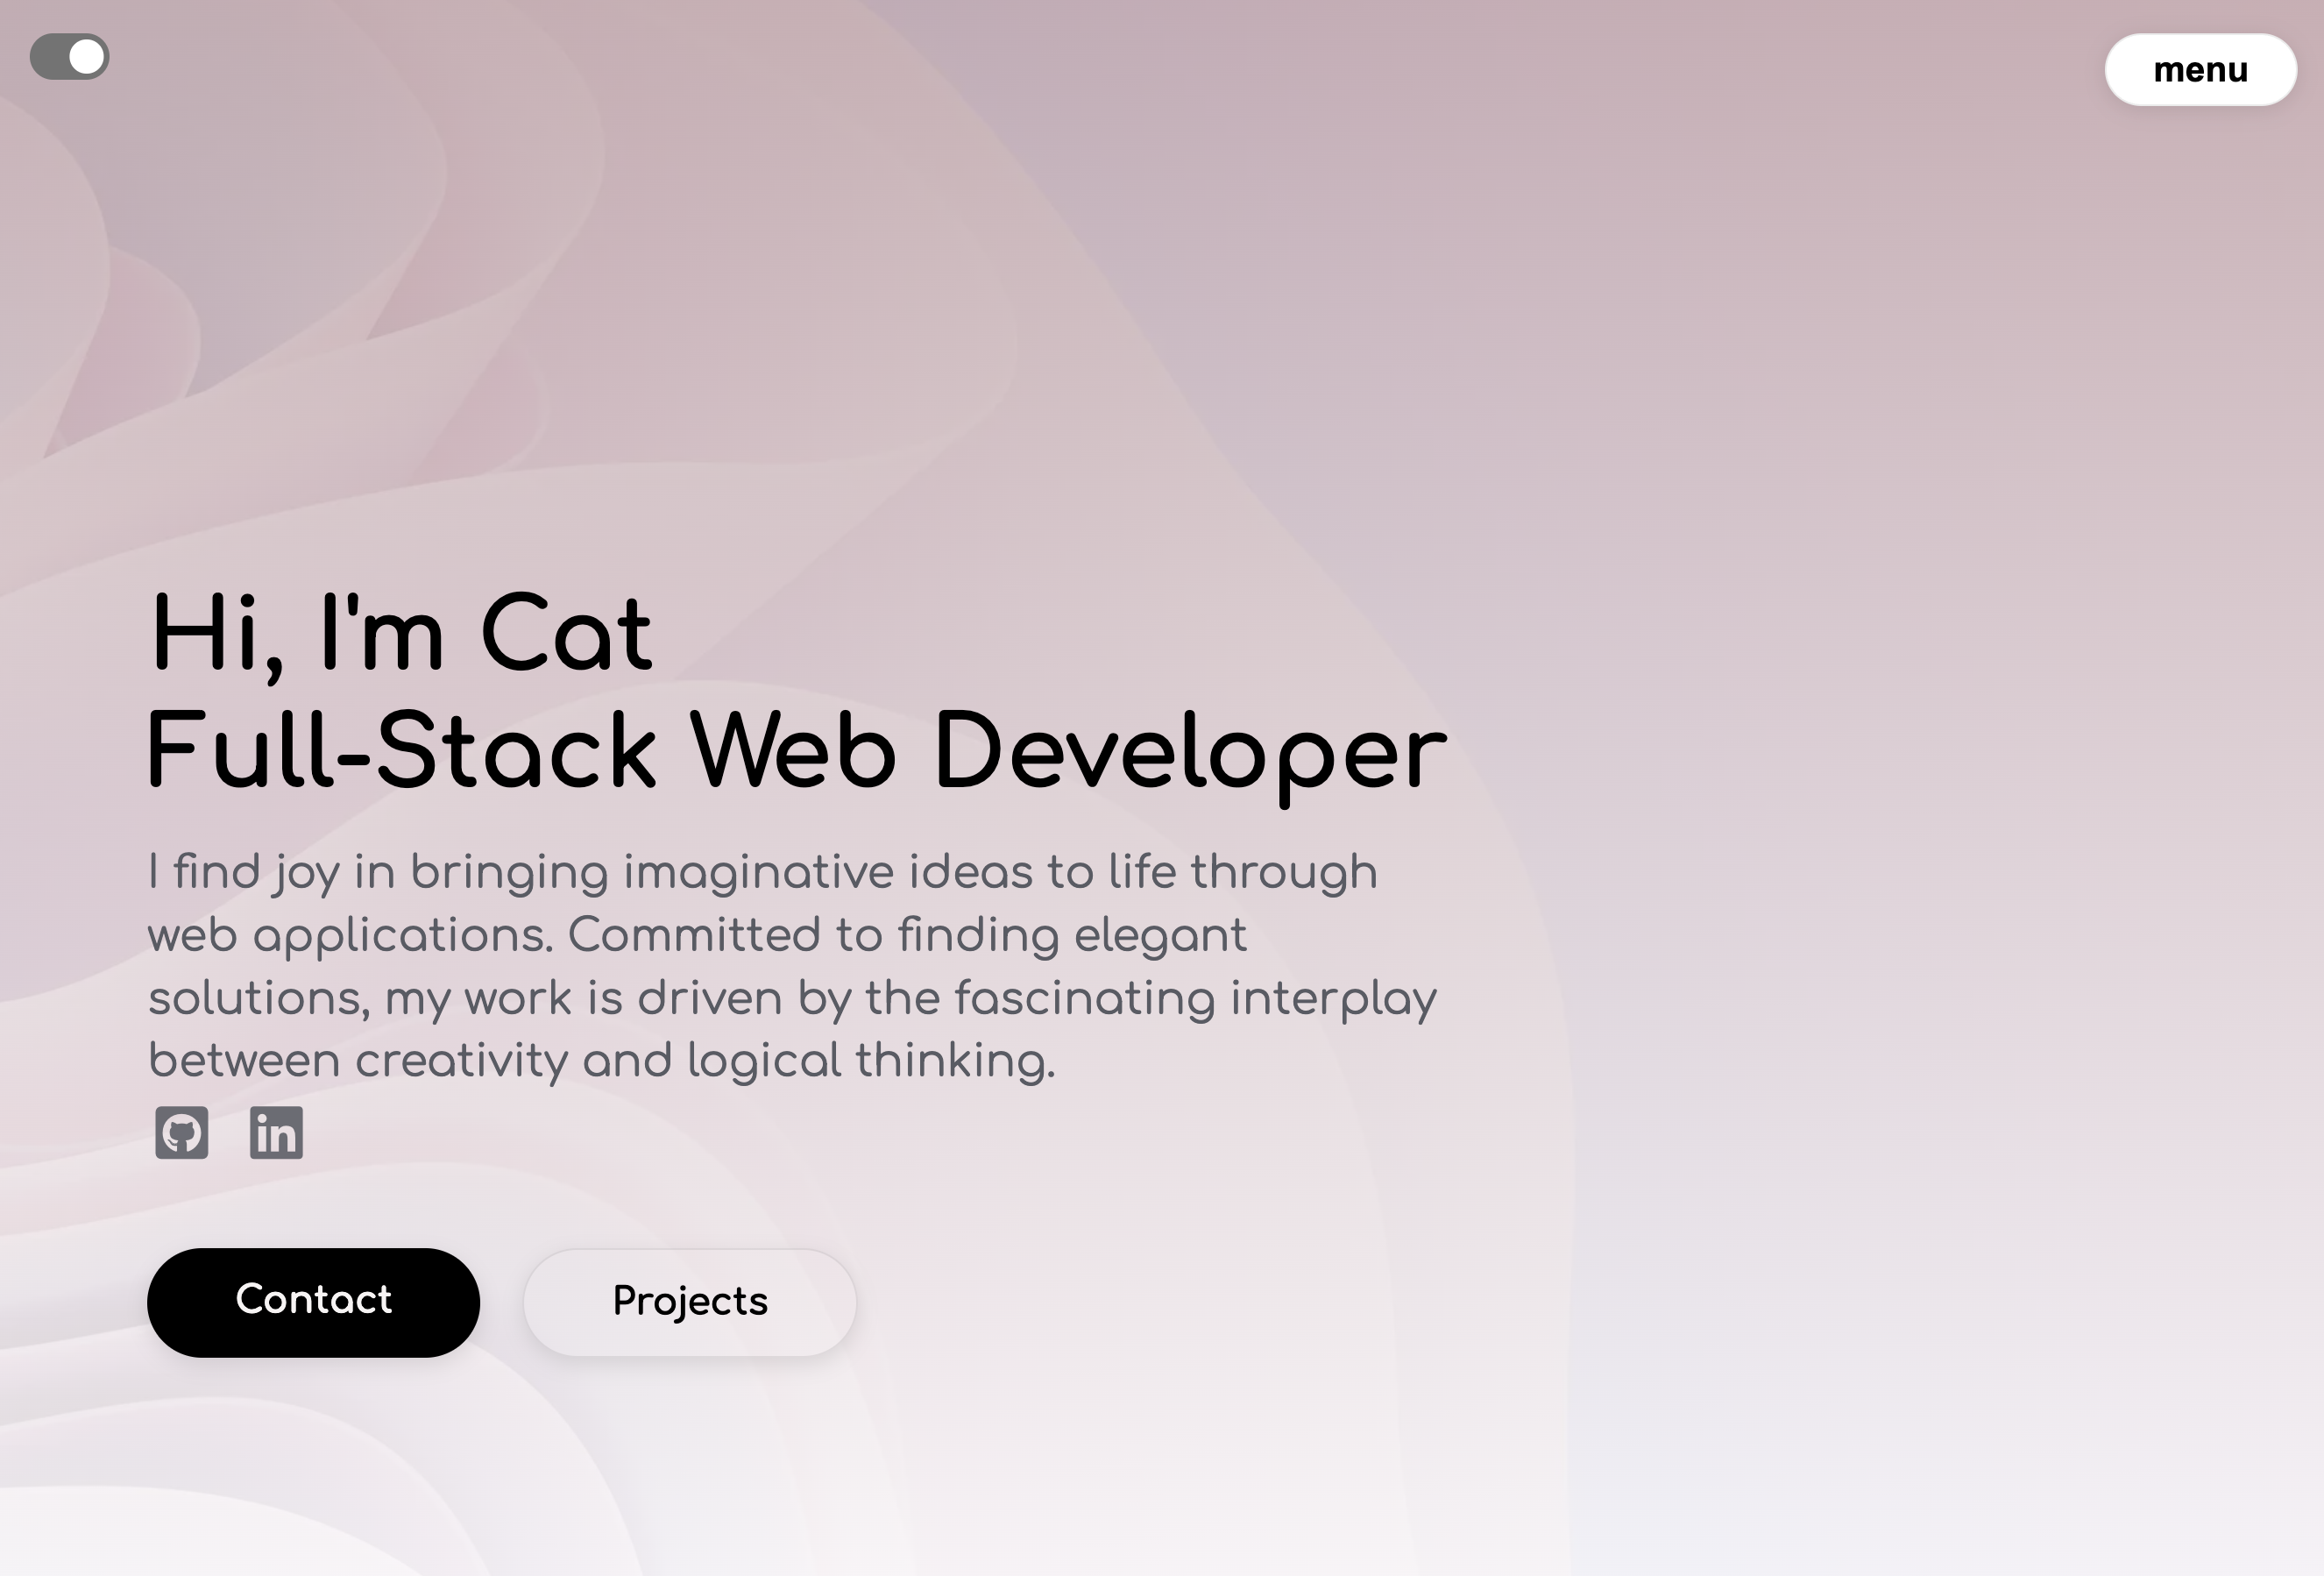 menu
Hi, I'm Cat
Full-Stack Web Developer
I find joy in bringing imaginative ideas to life through
web applications. Committed to finding elegant
solutions, my work is driven by the fascinating interplay
between creativity and logical thinking.
in
Contact
Projects